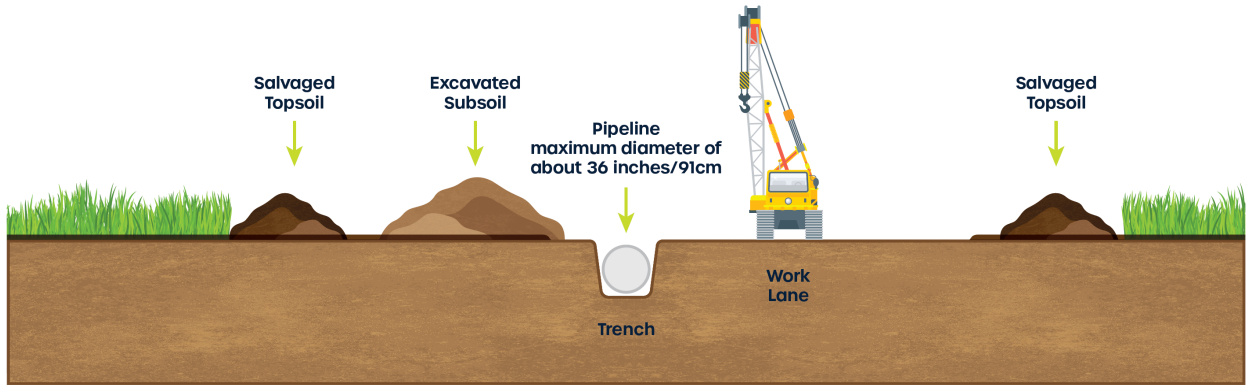 Salvaged
Topsoil
Excavated
Subsoil
Pipeline
maximum diameter of
about 36 inches/91cm
Salvaged
Topsoil
Work
Lane
Trench